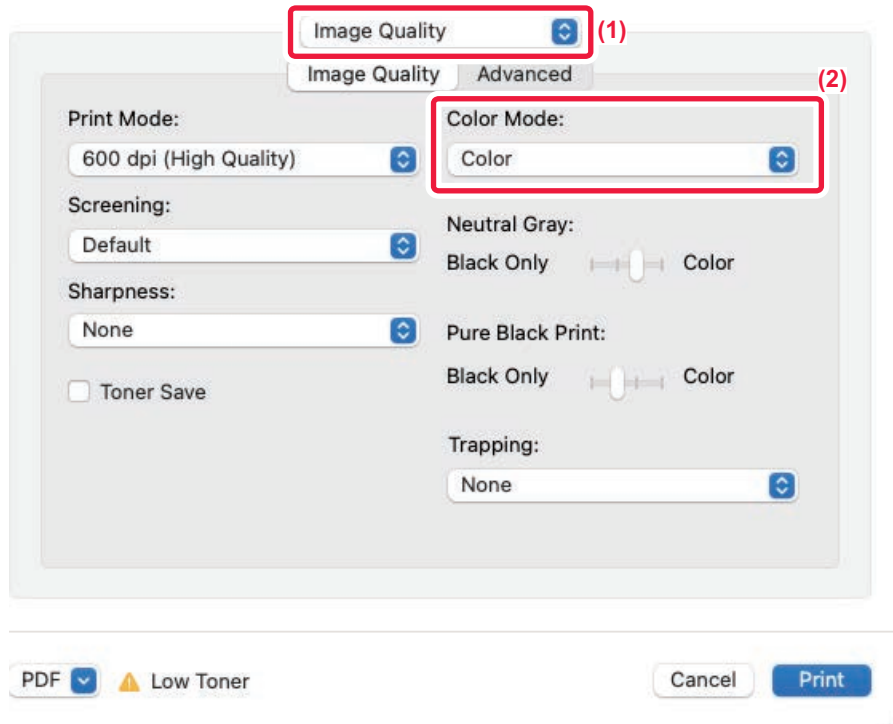 Image Quality (1)
Image Quality Advanced
(2)
Print Mode:
600 dpi (High Quality)
Screening:
Default
Sharpness:
None
Toner Save
Color Mode:
Color
Neutral Gray:
Black Only Color
Pure Black Print:
Black Only Color
Trapping:
None
PDF Low Toner Cancel Print